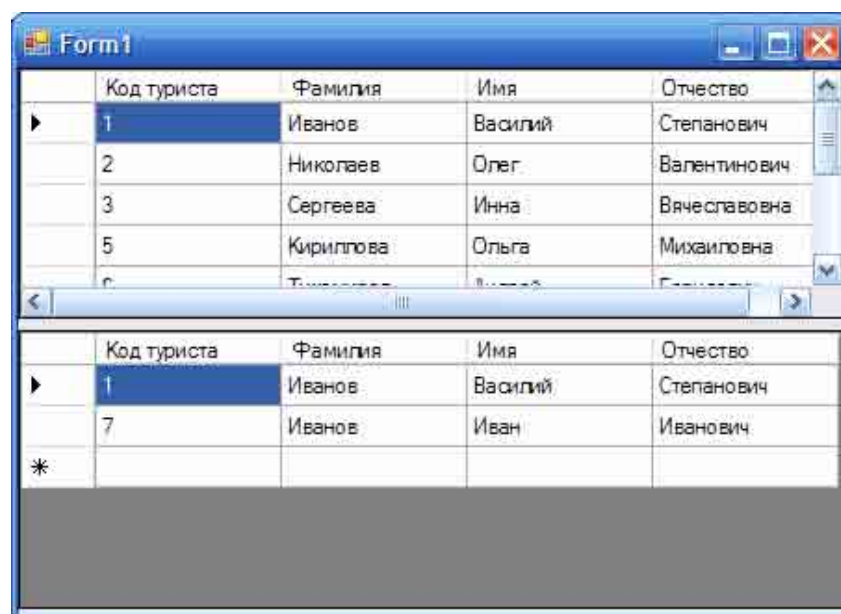 Form1
Код туриста Фамилия Имя Отчество
1 Иванов Василий Степанович
2 Николаев Олег Валентинович
3 Сергеева Инна Вячеславовна
5 Кириллова Ольга Михаиловна
Код туриста Фамилия Имя Отчество
1 Иванов Василий Степанович
7 Иванов Иван Иванович